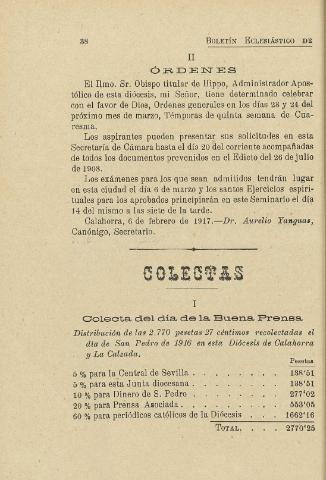 38 BOLETÍN ECLESIÁSTICO DE
II
ÓRDENES
El Ilmo. Sr. Obispo titular de Hippo, Administrador Apos-
tólico de esta diócesis, mi Señor, tiene determinado celebrar
con el favor de Dios, Ordenes generales en los días 23 y 24 del
próximo mes de marzo, Témporas de quinta semana de Cua-
resma.
Los aspirantes pueden presentar sus solicitudes en esta
Secretaría de Cámara hasta el día 20 del corriente acompañadas
de todos los documentos prevenidos en el Edicto del 26 de julio
de 1908.
Los exámenes para los que sean admitidos tendrán lugar
en esta ciudad el día 6 de marzo y los santos Ejercicios espiri-
tuales para los aprobados principiarán en este Seminario el día
14 del mismo a las siete de la tarde.
Calahorra, 6 de febrero de 1917.—Dr. Aurelio Yanguas,
Canónigo, Secretario.
COLECTAS
I
Colecta del día de la Buena Prensa
Distribución de las 2.770 pesetas 27 céntimos recolectadas el
día de San Pedro de 1916 en esta Diócesis de Calahorra
y La Calzada.
Pesetas
5 % para la Central de Sevilla . . . . . . . . 138'51
5 % para esta Junta diocesana . . . . . . . . 138'51
10 % para Dinero de S. Pedro . . . . . . . . 277'02
20 % para Prensa Asociada . . . . . . . . 553'05
60 % para periódicos católicos de la Diócesis . . . . 1662'16
TOTAL. . . . . 2770'25